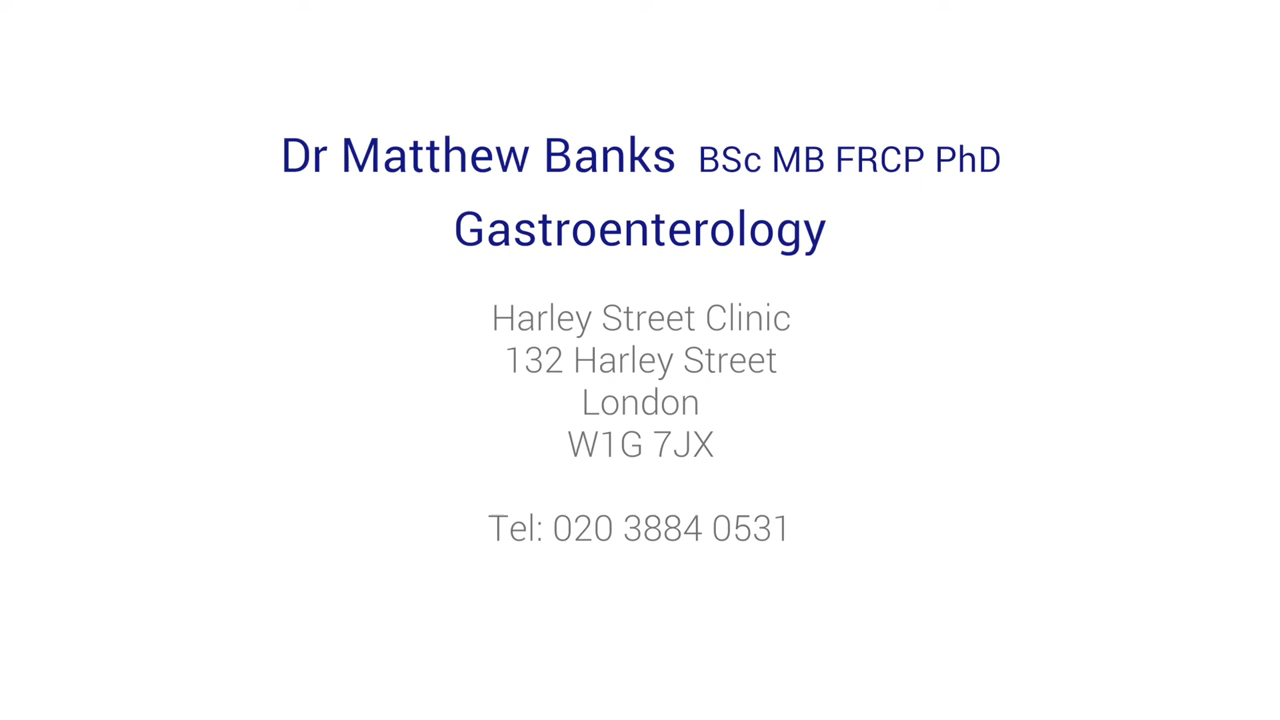 Dr Matthew Banks BSc MB FRCP PhD
Gastroenterology
Harley Street Clinic
132 Harley Street
London
W1G 7JX
Tel: 020 3884 0531